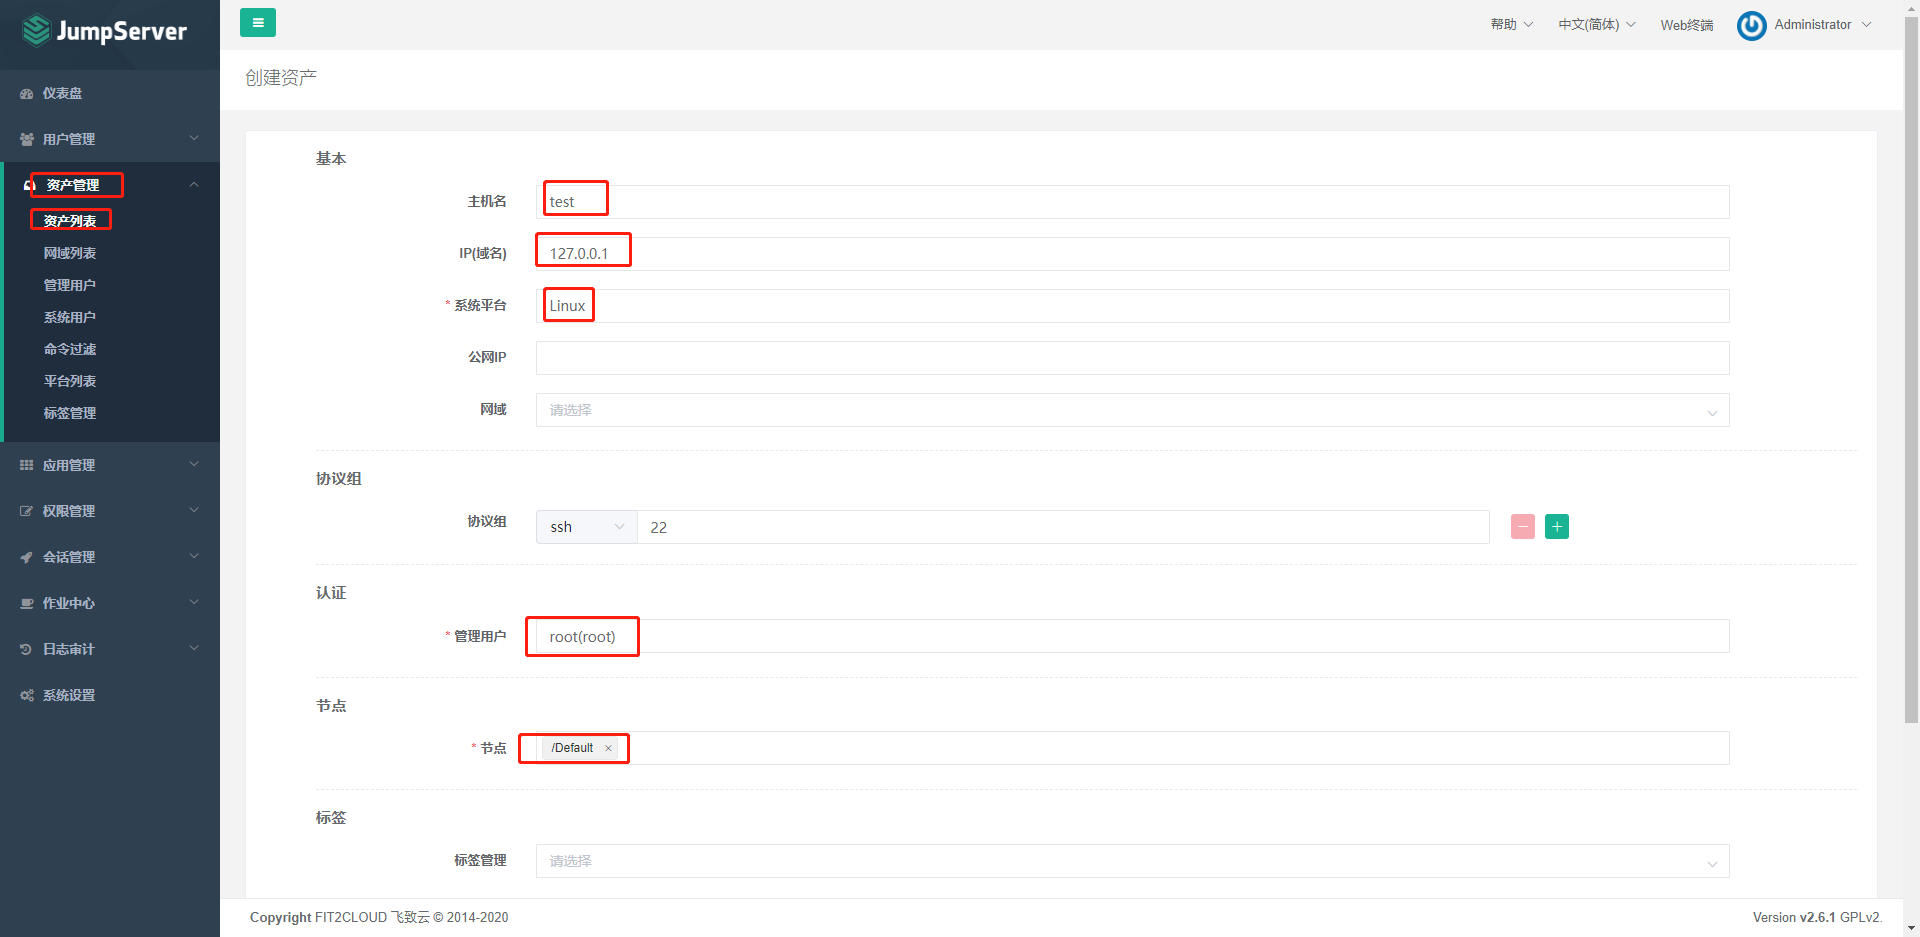 JumpServer
帮助
中文(简体)
Web终端
Administrator
创建资产
仪表盘
用户管理
资产管理
资产列表
网域列表
管理用户
系统用户
命令过滤
平台列表
标签管理
应用管理
权限管理
会话管理
作业中心
日志审计
系统设置
基本
主机名
test
IP(域名)
127.0.0.1
* 系统平台
Linux
公网IP
网域
请选择
协议组
协议组
ssh
22
认证
* 管理用户
root(root)
节点
* 节点
/Default ×
标签
标签管理
请选择
Copyright FIT2CLOUD 飞致云 © 2014-2020
Version v2.6.1 GPLv2.